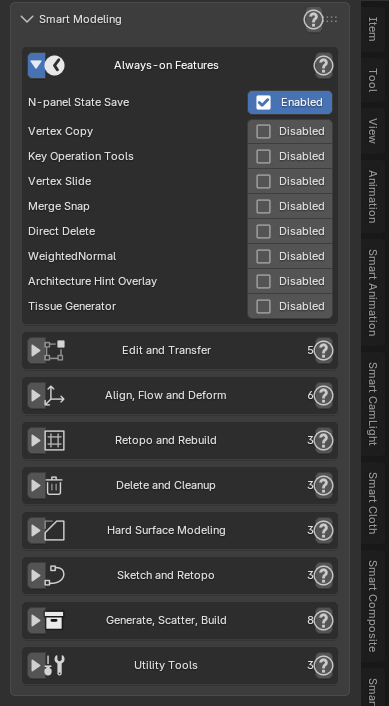 Smart Modeling
Always-on Features
N-panel State Save Enabled
Vertex Copy Disabled
Key Operation Tools Disabled
Vertex Slide Disabled
Merge Snap Disabled
Direct Delete Disabled
WeightedNormal Disabled
Architecture Hint Overlay Disabled
Tissue Generator Disabled
Edit and Transfer 5
Align, Flow and Deform 6
Retopo and Rebuild 3
Delete and Cleanup 3
Hard Surface Modeling 3
Sketch and Retopo 3
Generate, Scatter, Build 8
Utility Tools 3
Item
Tool
View
Animation
Smart Animation
Smart CamLight
Smart Cloth
Smart Composite
Smar